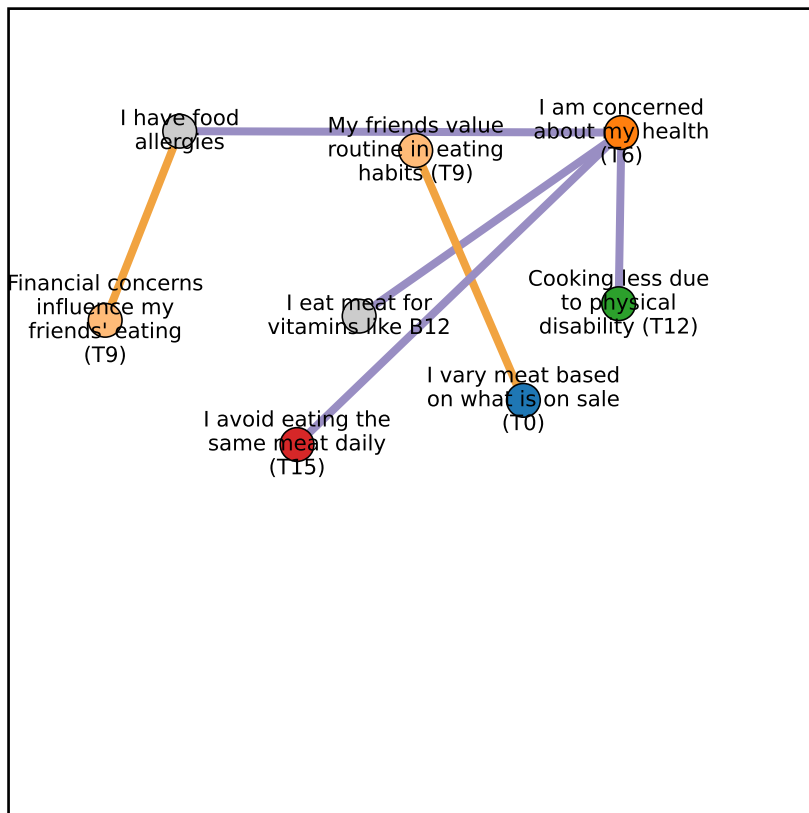 I have food
allergies
My friends value
routine in eating
habits (T9)
I am concerned
about my health
(T6)
Financial concerns
influence my
friends' eating
(T9)
I eat meat for
vitamins like B12
Cooking less due
to physical
disability (T12)
I vary meat based
on what is on sale
(T0)
I avoid eating the
same meat daily
(T15)